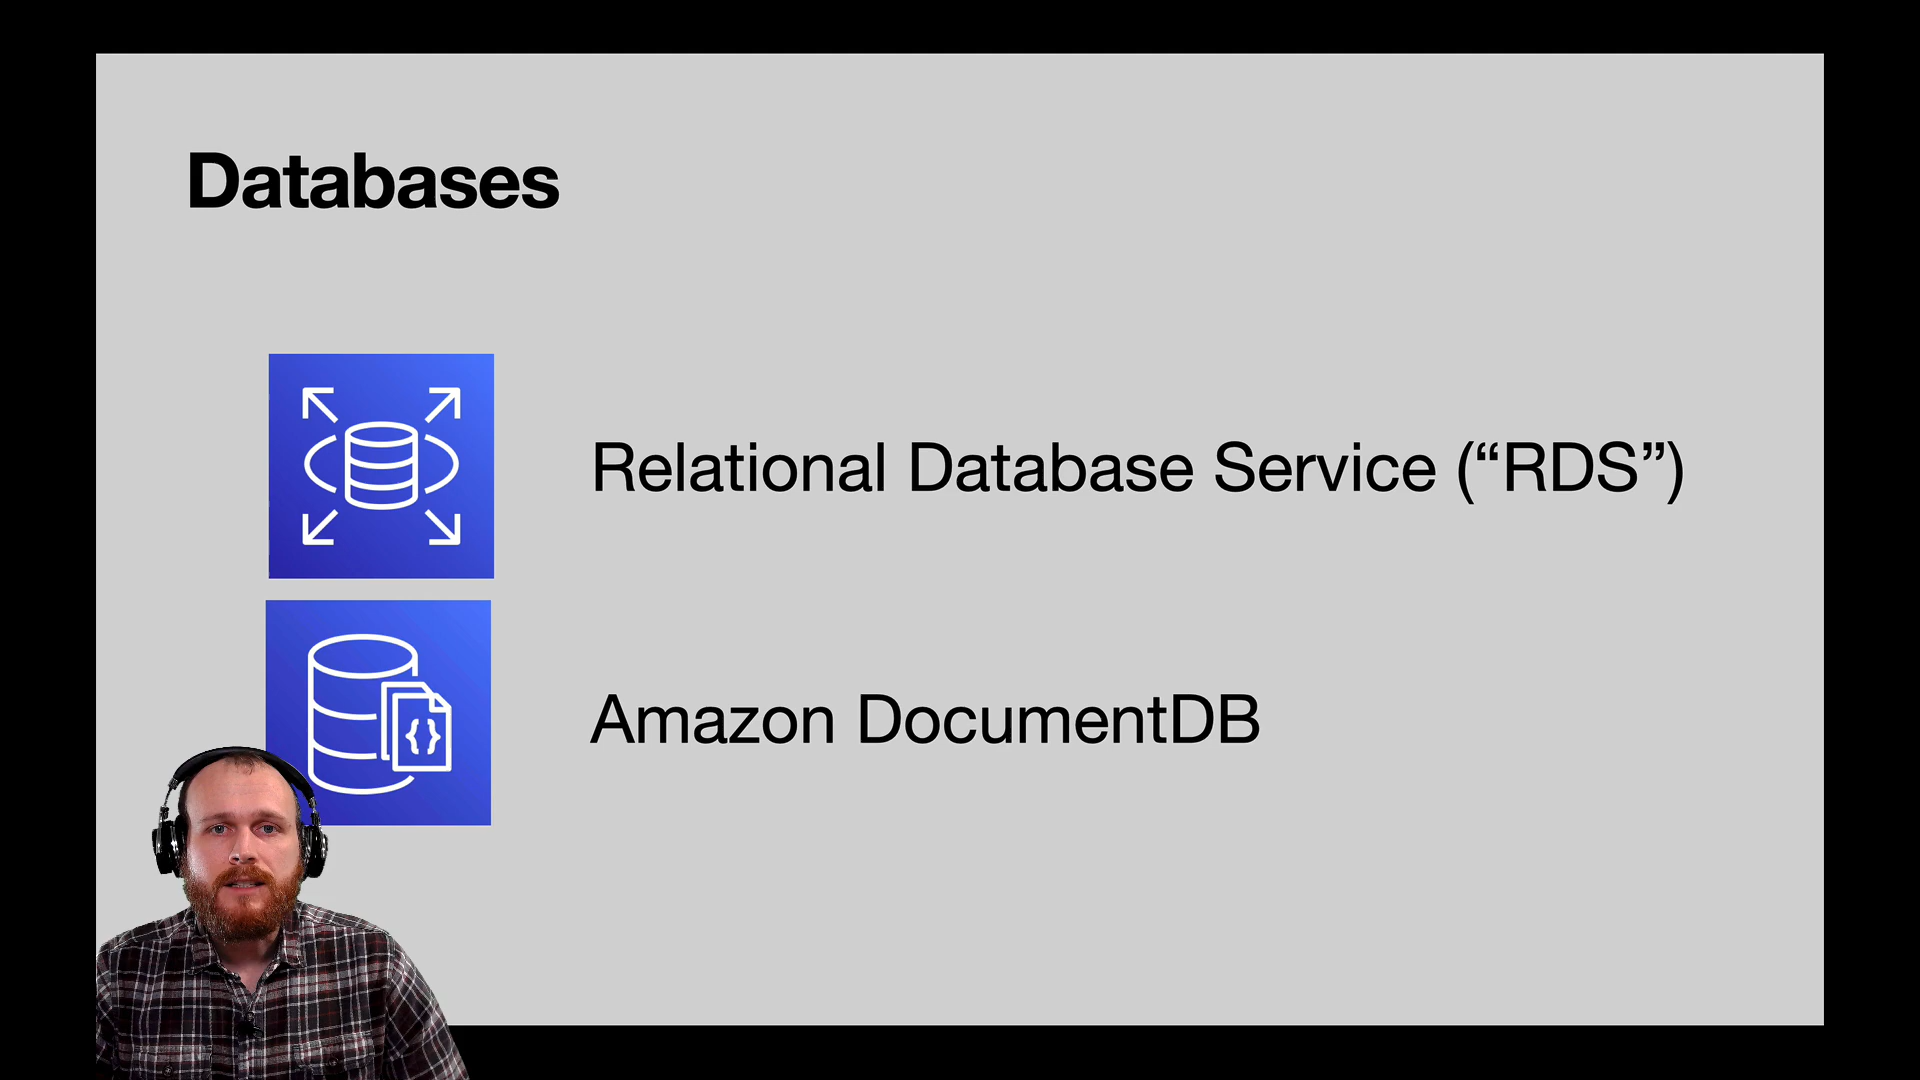 Databases
Relational Database Service (“RDS”)
{}
Amazon DocumentDB